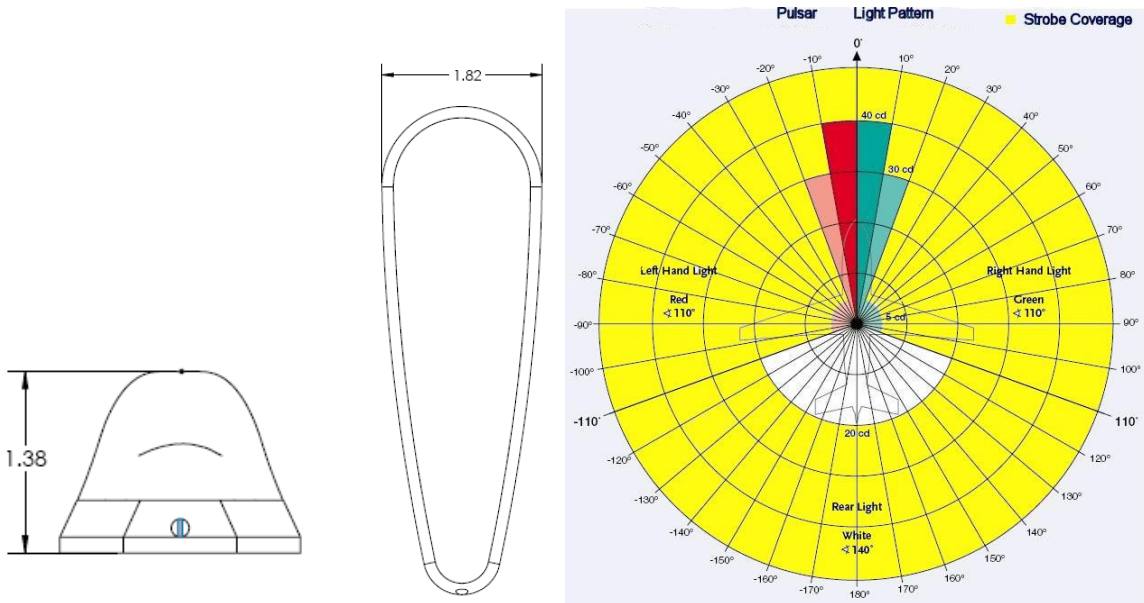 Pulsar Light Pattern
Strobe Coverage
1.82
1.38
0°
-10° 10°
-20° 20°
-30° 30°
-40° 40°
-50° 50°
-60° 60°
-70° 70°
-80° 80°
-90° 90°
-100° 100°
-110° 110°
-120° 120°
-130° 130°
-140° 140°
-150° 150°
-160° 160°
-170° 170°
180°
40 cd
30 cd
5 cd
20 cd
Left Hand Light
Red
∢ 110°
Right Hand Light
Green
∢ 110°
Rear Light
White
∢ 140°